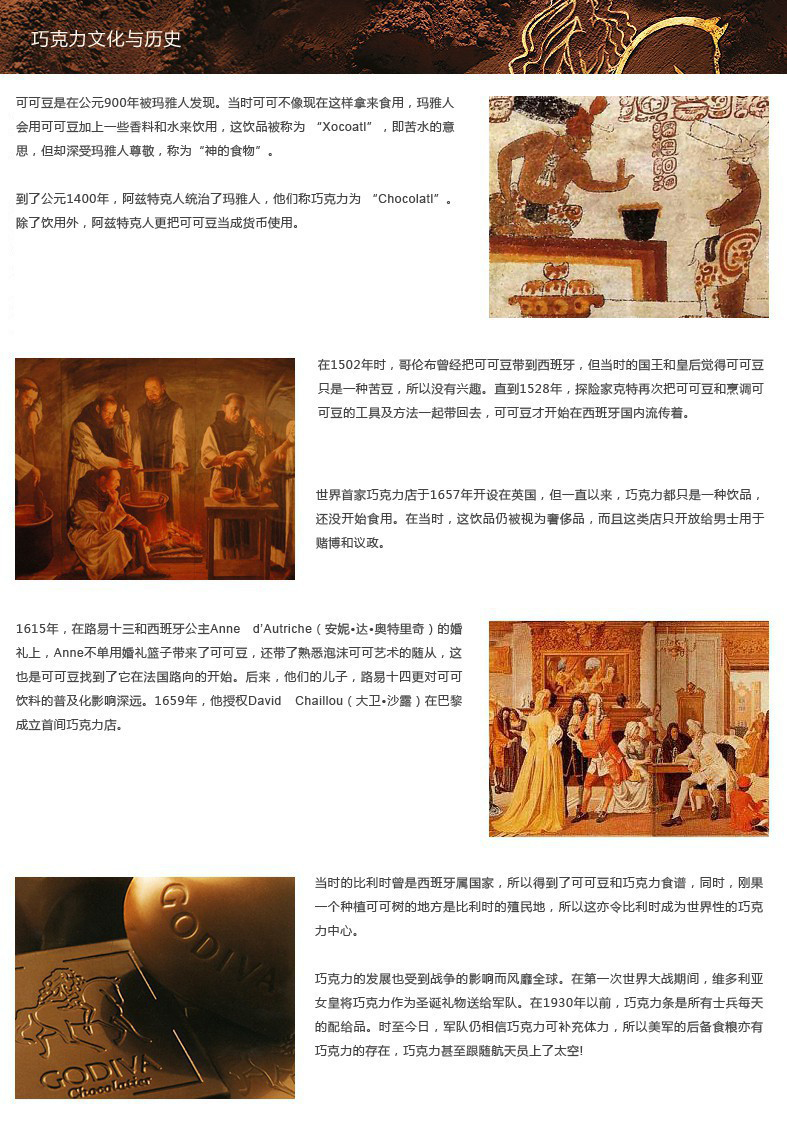 巧克力文化与历史
可可豆是在公元900年被玛雅人发现。当时可可不像现在这样拿来食用，玛雅人
会用可可豆加上一些香料和水来饮用，这饮品被称为 “Xocoatl”，即苦水的意
思，但却深受玛雅人尊敬，称为“神的食物”。
到了公元1400年，阿兹特克人统治了玛雅人，他们称巧克力为 “Chocolatl”。
除了饮用外，阿兹特克人更把可可豆当成货币使用。
在1502年时，哥伦布曾经把可可豆带到西班牙，但当时的国王和皇后觉得可可豆
只是一种苦豆，所以没有兴趣。直到1528年，探险家克特再次把可可豆和烹调可
可豆的工具及方法一起带回去，可可豆才开始在西班牙国内流传着。
世界首家巧克力店于1657年开设在英国，但一直以来，巧克力都只是一种饮品，
还没开始食用。在当时，这饮品仍被视为奢侈品，而且这类店只开放给男士用于
赌博和议政。
1615年，在路易十三和西班牙公主Anne d'Autriche（安妮•达•奥特里奇）的婚
礼上，Anne不单用婚礼篮子带来了可可豆，还带了熟悉泡沫可可艺术的随从，这
也是可可豆找到了它在法国路向的开始。后来，他们的儿子，路易十四更对可可
饮料的普及化影响深远。1659年，他授权David Chaillou（大卫•沙露）在巴黎
成立首间巧克力店。
当时的比利时曾是西班牙属国家，所以得到了可可豆和巧克力食谱，同时，刚果
一个种植可可树的地方是比利时的殖民地，所以这亦令比利时成为世界性的巧克
力中心。
巧克力的发展也受到战争的影响而风靡全球。在第一次世界大战期间，维多利亚
女皇将巧克力作为圣诞礼物送给军队。在1930年以前，巧克力条是所有士兵每天
的配给品。时至今日，军队仍相信巧克力可补充体力，所以美军的后备食粮亦有
巧克力的存在，巧克力甚至跟随航天员上了太空!
GODIVA
GODIVA
Chocolatier